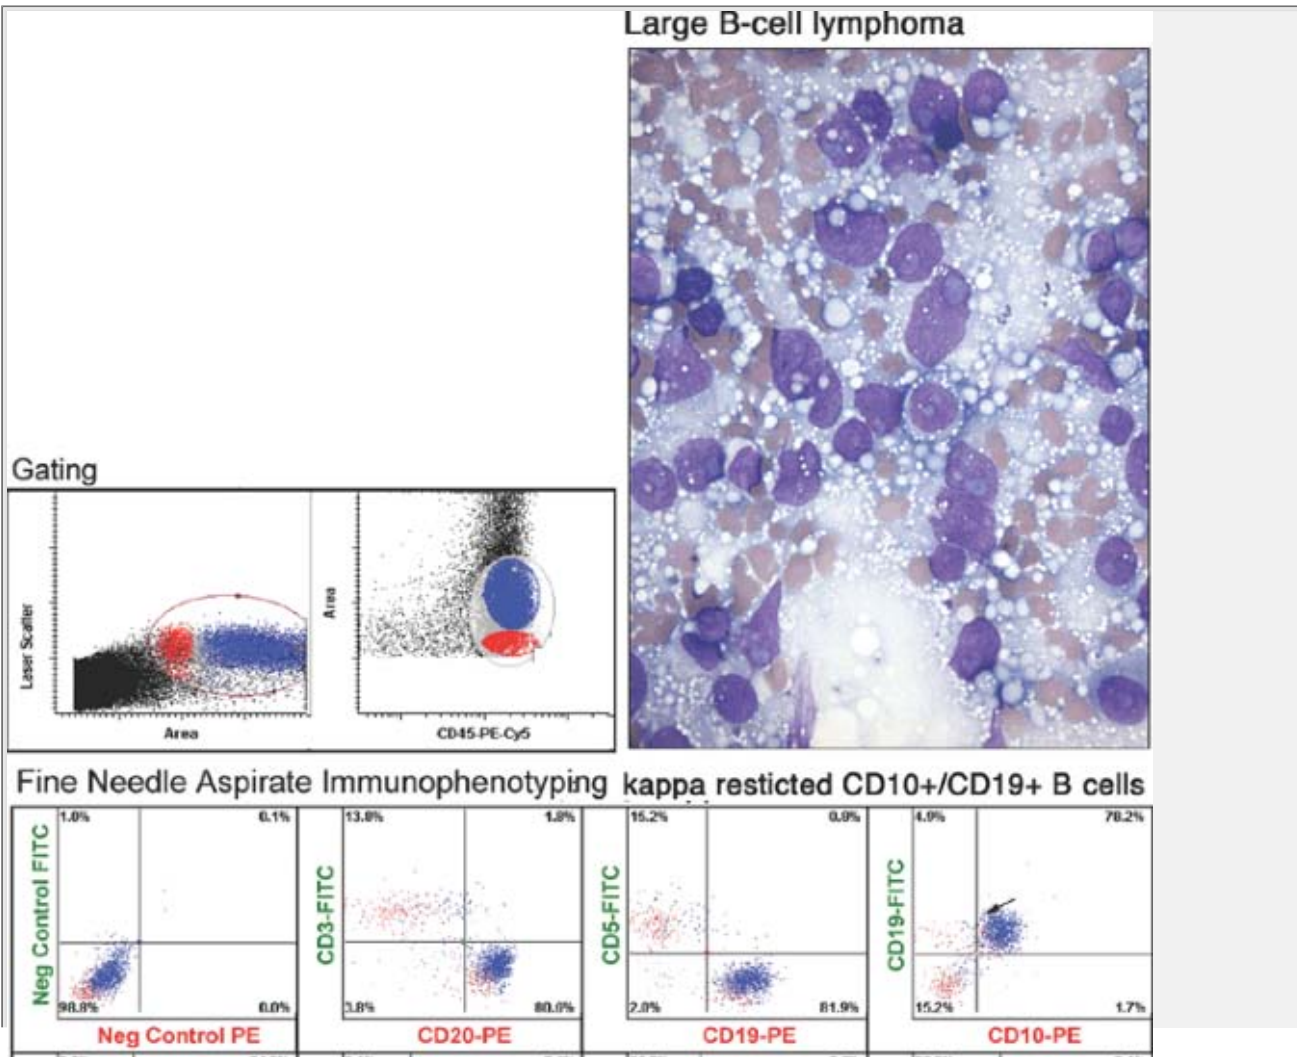 Large B-cell lymphoma
Gating
Laser Scatter
Area
Area
CD45-PE-Cy5
Fine Needle Aspirate Immunophenotyping
kappa resticted CD10+/CD19+ B cells
1.0%
0.1%
Neg Control FITC
98.8%
0.0%
Neg Control PE
13.8%
1.8%
CD3-FITC
3.8%
80.6%
CD20-PE
15.2%
0.8%
CD5-FITC
2.0%
81.9%
CD19-PE
4.9%
78.2%
CD19-FITC
15.2%
1.7%
CD10-PE